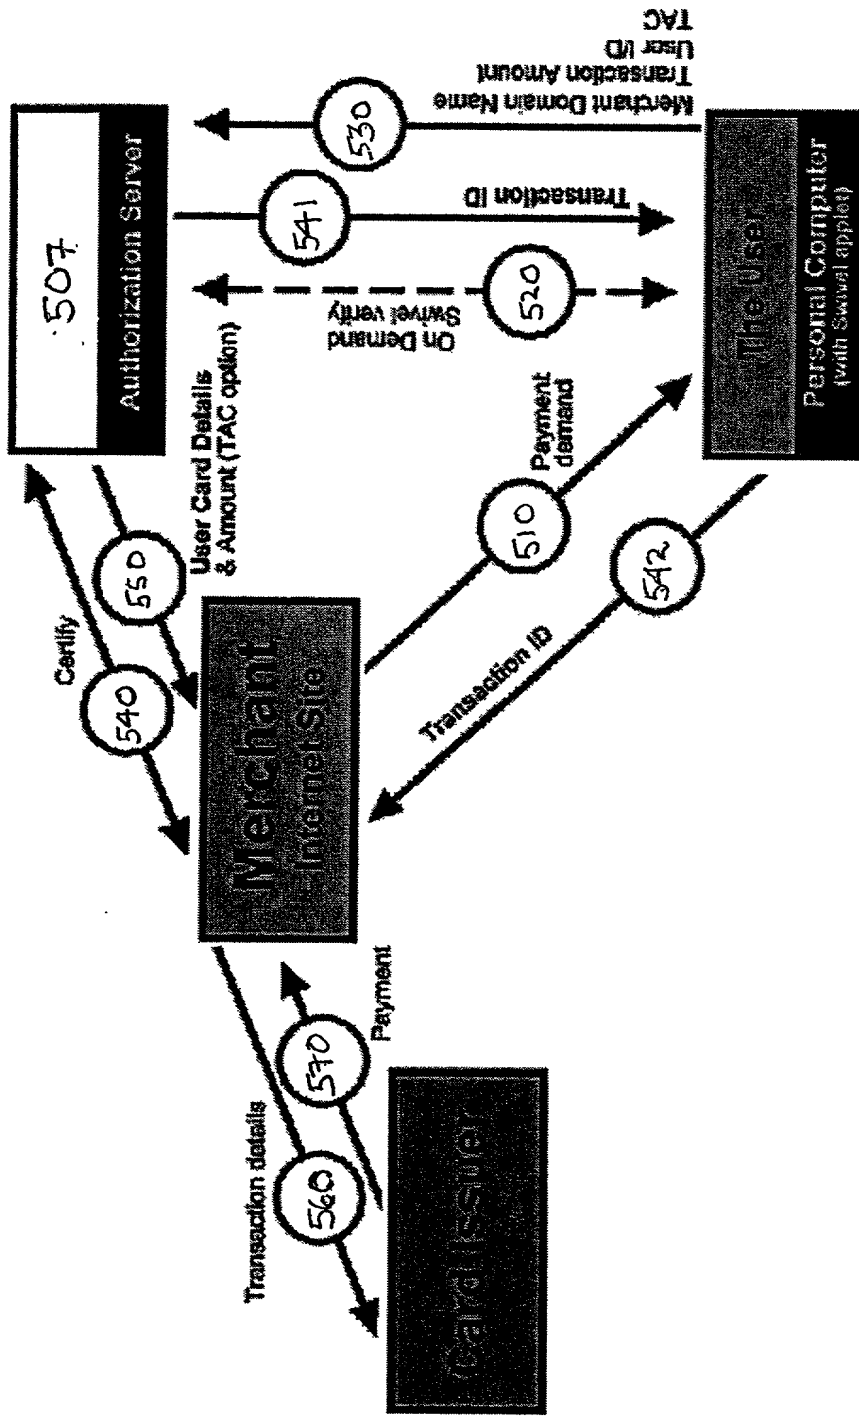 507
Authorization Server
530
TAC
User I/D
Transaction Amount
Merchant Domain Name
541
Transaction ID
520
On Demand
Swivel verify
The User
Personal Computer
(with Swivel applet)
User Card Details
& Amount (TAC option)
550
Certify
540
Payment
demand
510
542
Transaction ID
Merchant
Internet Site
Payment
570
Transaction details
560
Card Issuer